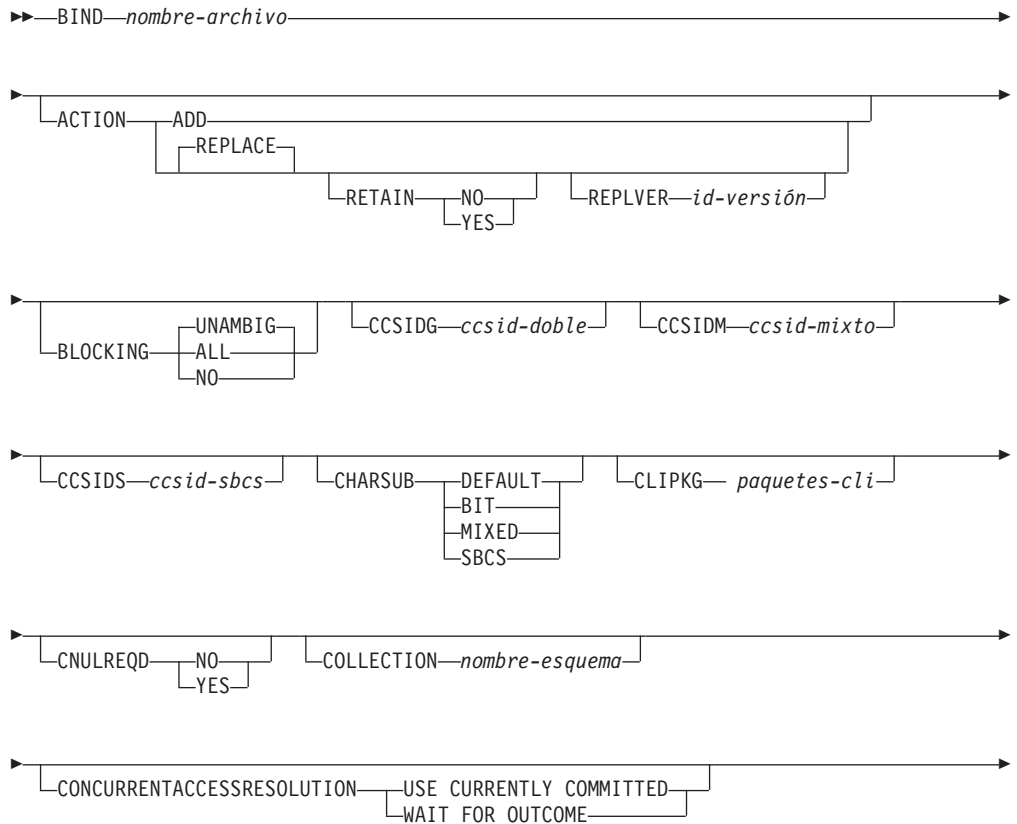 BIND nombre-archivo
ACTION ADD
REPLACE
RETAIN NO REPLVER id-versión
YES
UNAMBIG CCSIDG ccsid-doble CCSIDM ccsid-mixto
BLOCKING ALL
NO
CCSIDS ccsid-sbcs CHARSUB DEFAULT CLIPKG paquetes-cli
BIT
MIXED
SBCS
CNULREQD NO COLLECTION nombre-esquema
YES
CONCURRENTACCESSRESOLUTION USE CURRENTLY COMMITTED
WAIT FOR OUTCOME